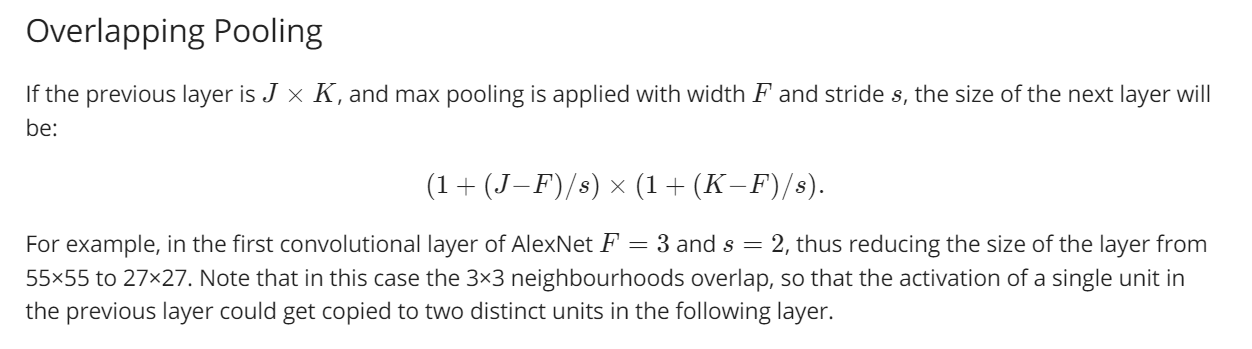 Overlapping Pooling
If the previous layer is J × K, and max pooling is applied with width F and stride s, the size of the next layer will
be:
(1 + (J−F)/s) × (1 + (K−F)/s).
For example, in the first convolutional layer of AlexNet F = 3 and s = 2, thus reducing the size of the layer from
55×55 to 27×27. Note that in this case the 3×3 neighbourhoods overlap, so that the activation of a single unit in
the previous layer could get copied to two distinct units in the following layer.